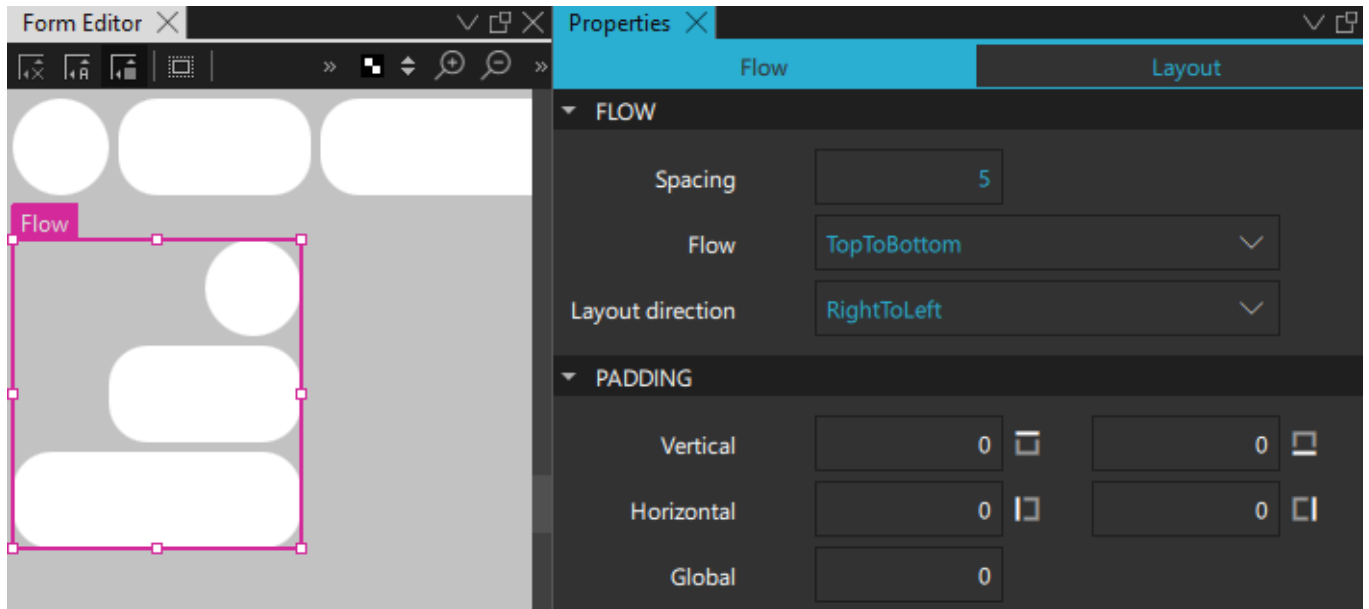 Form Editor
Properties
Flow
Layout
FLOW
Spacing 5
Flow
Flow TopToBottom
Layout direction RightToLeft
PADDING
Vertical 0 0
Horizontal 0 0
Global 0